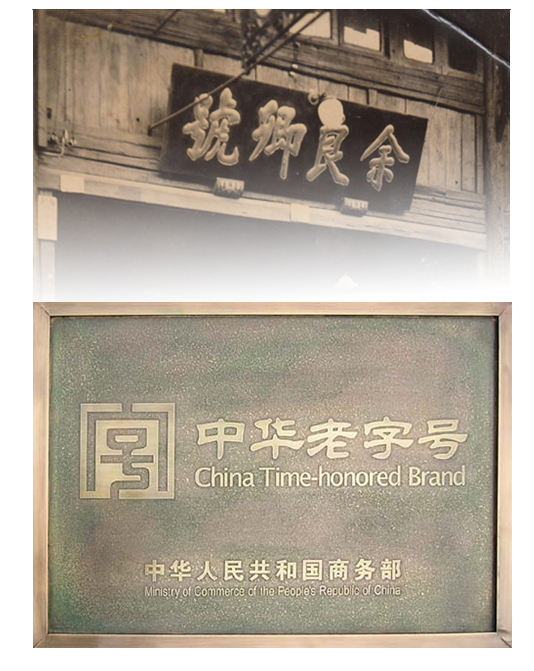 余良卿號
中华老字号
China Time-honored Brand
中华人民共和国商务部
Ministry of Commerce of the People's Republic of China